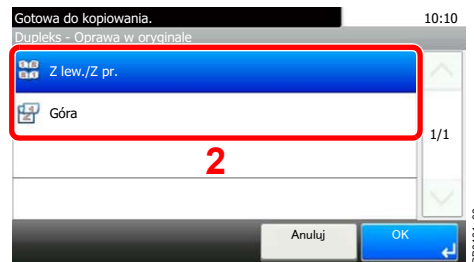 Gotowa do kopiowania. 10:10
Dupleks - Oprawa w oryginale
Z lew./Z pr.
Góra
1/1
2
Anuluj OK